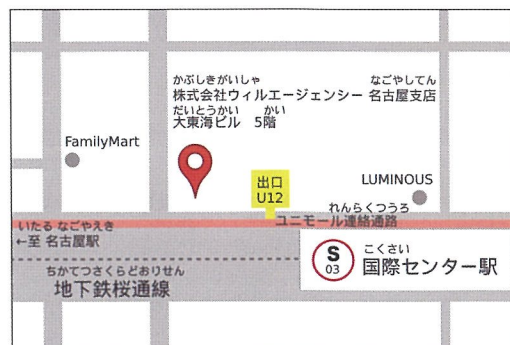 かぶしきがいしゃ なごやしてん
株式会社ウィルエージェンシー 名古屋支店
だいとうかい かい
大東海ビル 5階
FamilyMart
出口
U12
LUMINOUS
れんらくつうろ
ユニモール連絡通路
いたる なごやえき
←至 名古屋駅
S
03
こくさい
国際センター駅
ちかてつさくらどおりせん
地下鉄桜通線